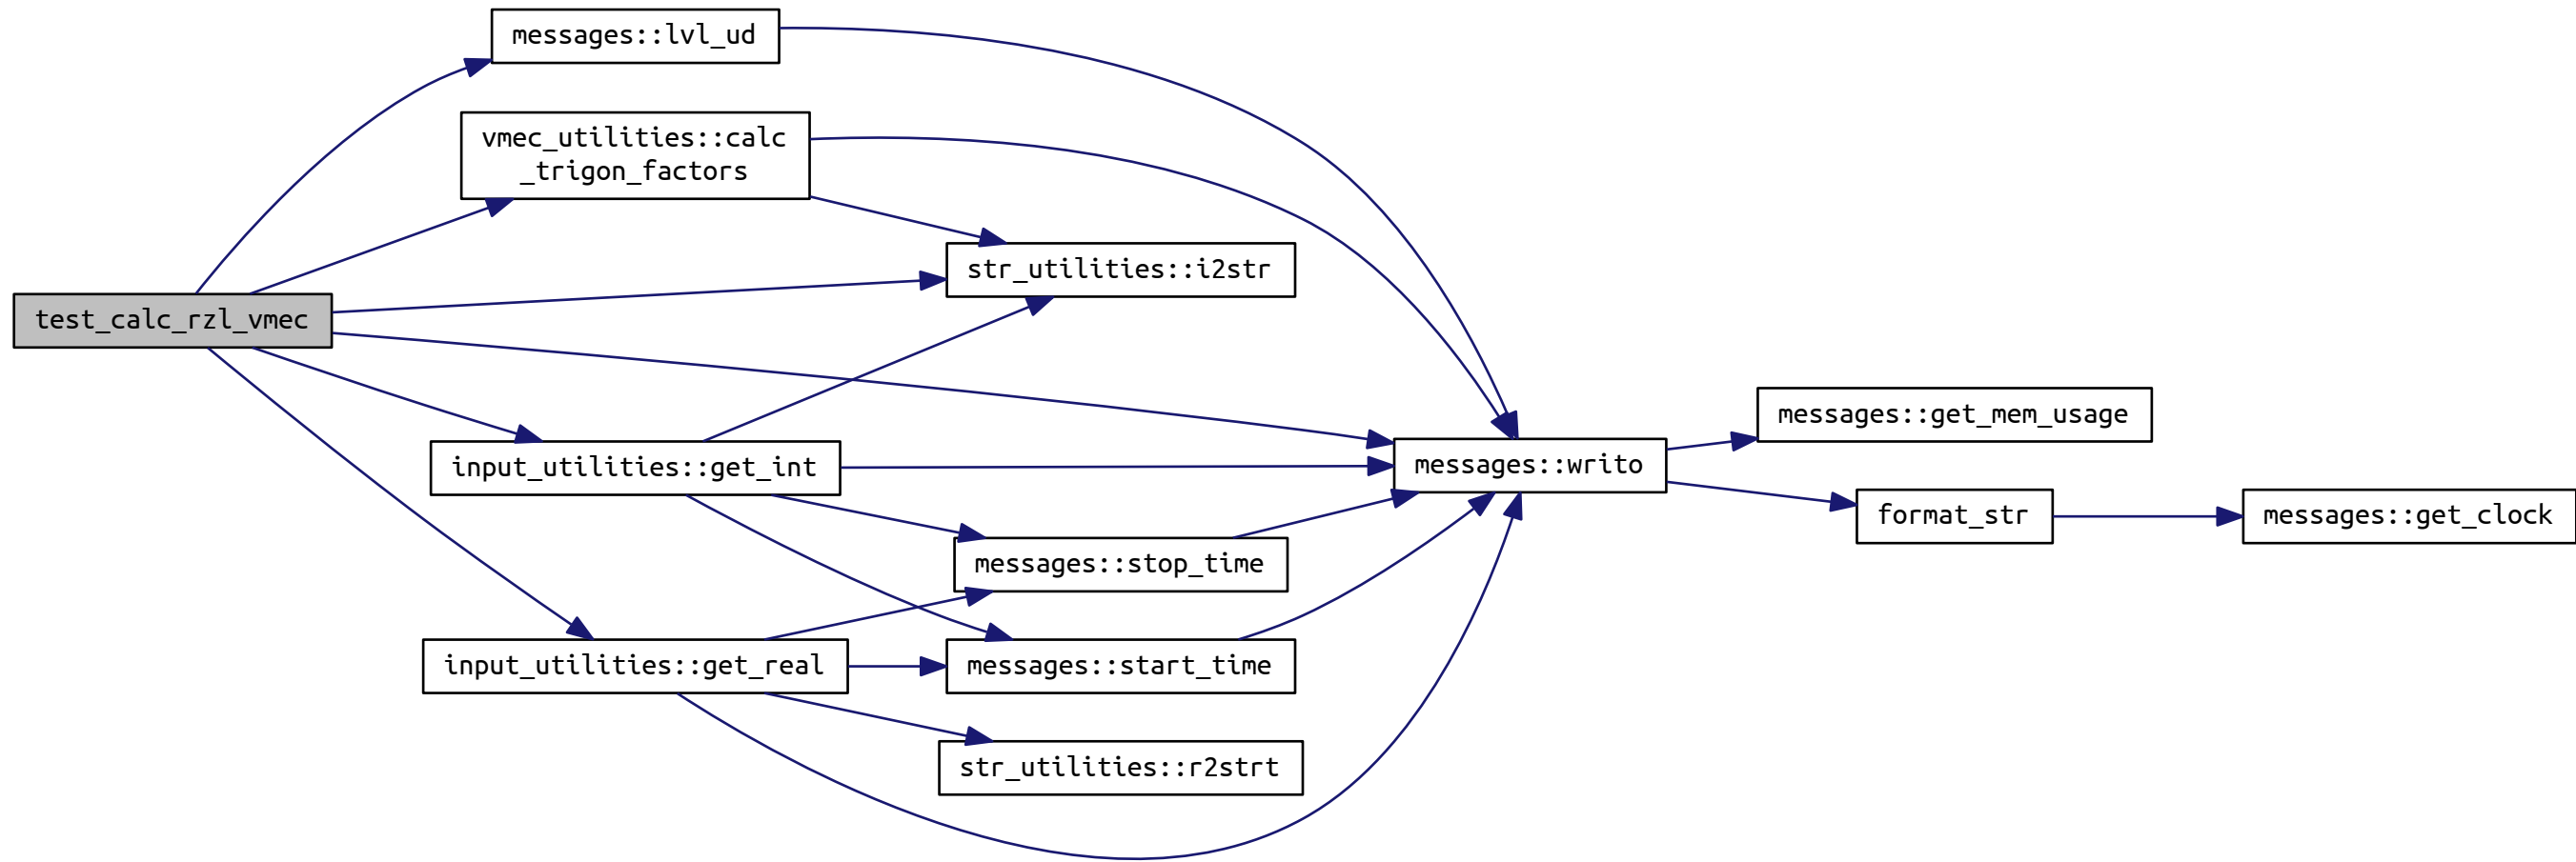 messages::lvl_ud
vmec_utilities::calc
_trigon_factors
str_utilities::i2str
test_calc_rzl_vmec
messages::get_mem_usage
input_utilities::get_int
messages::writo
format_str
messages::get_clock
messages::stop_time
input_utilities::get_real
messages::start_time
str_utilities::r2strt